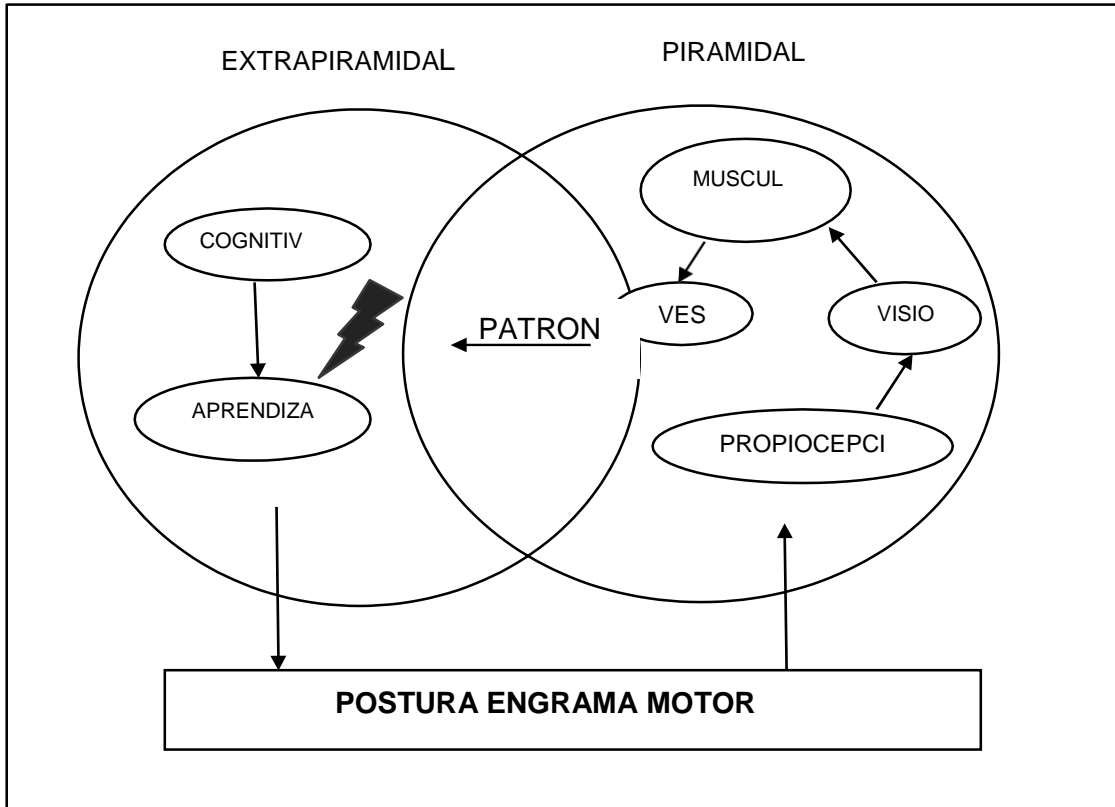 EXTRAPIRAMIDAL
PIRAMIDAL
MUSCUL
COGNITIV
VES
VISIO
PATRON
APRENDIZA
PROPIOCEPCI
POSTURA ENGRAMA MOTOR